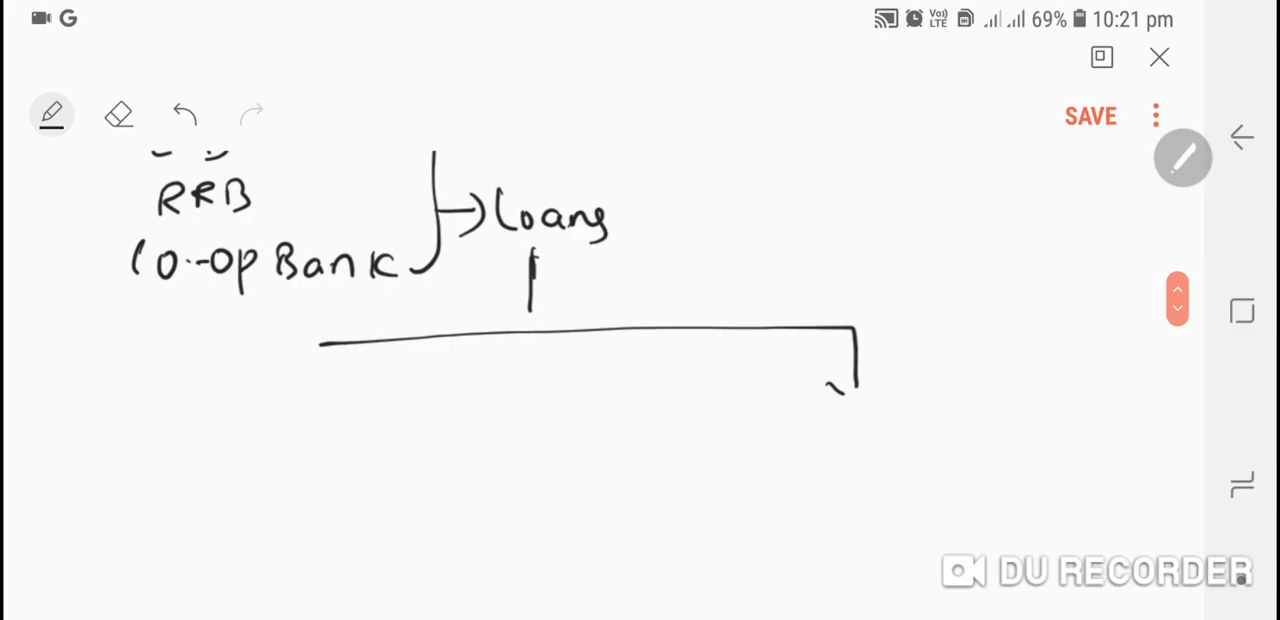 69% 10:21 pm
SAVE
RRB
Co-op Bank
Loans
DU RECORDER